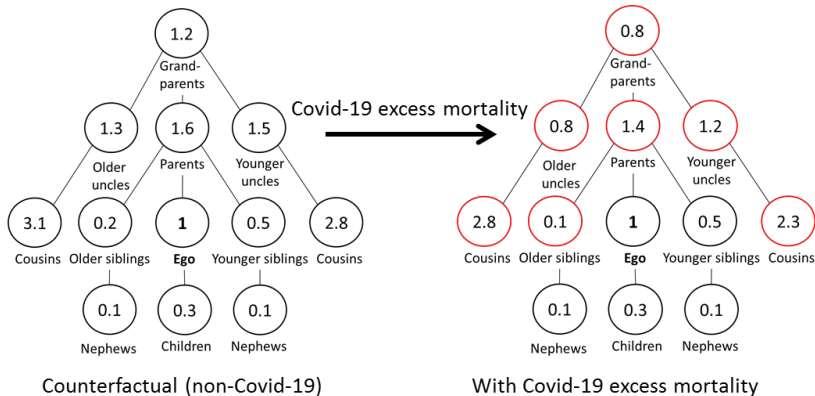 1.2
Grand-
parents
1.3
1.6
1.5
Older
uncles
Parents
Younger
uncles
3.1
0.2
1
0.5
2.8
Cousins
Older siblings
Ego
Younger siblings
Cousins
0.1
0.3
0.1
Nephews
Children
Nephews
Counterfactual (non-Covid-19)
Covid-19 excess mortality
0.8
Grand-
parents
0.8
1.4
1.2
Older
uncles
Parents
Younger
uncles
2.8
0.1
1
0.5
2.3
Cousins
Older siblings
Ego
Younger siblings
Cousins
0.1
0.3
0.1
Nephews
Children
Nephews
With Covid-19 excess mortality